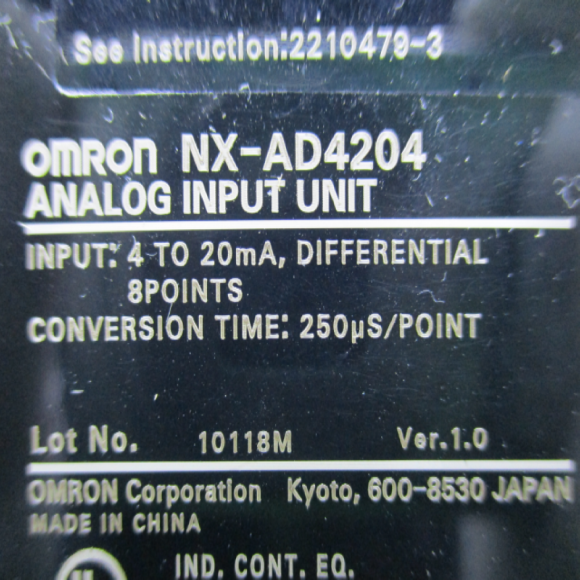 See Instruction:2210479-3
OMRON NX-AD4204
ANALOG INPUT UNIT
INPUT: 4 TO 20mA, DIFFERENTIAL
8POINTS
CONVERSION TIME: 250μS/POINT
Lot No. 10118M Ver.1.0
OMRON Corporation Kyoto, 600-8530 JAPAN
MADE IN CHINA
IND. CONT. EQ.